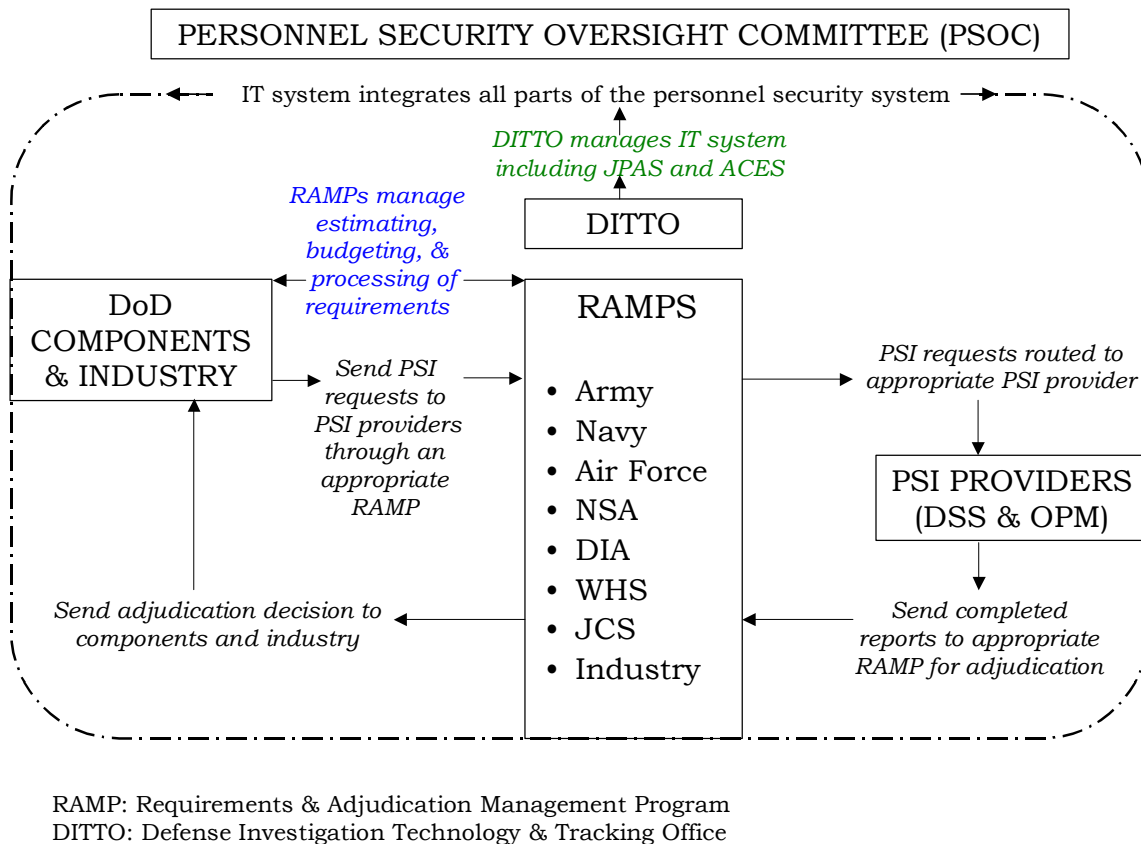 PERSONNEL SECURITY OVERSIGHT COMMITTEE (PSOC)
IT system integrates all parts of the personnel security system
DITTO manages IT system
including JPAS and ACES
DITTO
RAMPs manage
estimating,
budgeting, &
processing of
requirements
DoD
COMPONENTS
& INDUSTRY
Send PSI
requests to
PSI providers
through an
appropriate
RAMP
RAMPS
• Army
• Navy
• Air Force
• NSA
• DIA
• WHS
• JCS
• Industry
PSI requests routed to
appropriate PSI provider
PSI PROVIDERS
(DSS & OPM)
Send completed
reports to appropriate
RAMP for adjudication
Send adjudication decision to
components and industry
RAMP: Requirements & Adjudication Management Program
DITTO: Defense Investigation Technology & Tracking Office